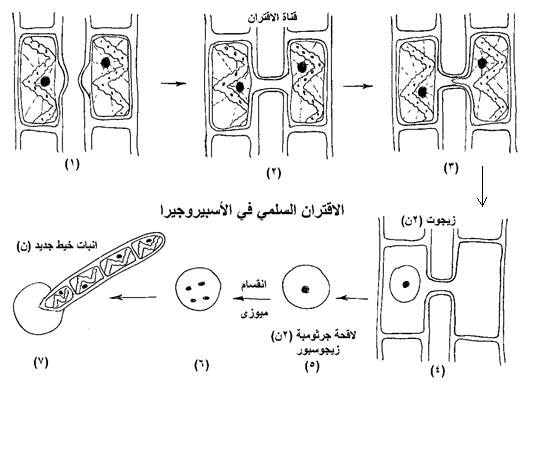 قناة الاقتران
(١)
(٢)
(٣)
الاقتران السلمي في الأسبيروجيرا
زيجوت (٢ن)
انبات خيط جديد (ن)
انقسام
ميوزى
لاقحة جرثومية (٢ن)
زيجوسبور
(٤)
(٥)
(٦)
(٧)